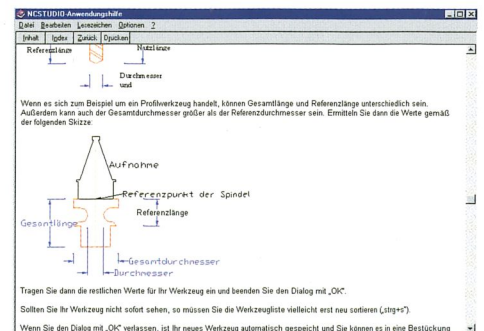 NCSTUDIO-Anwendungshilfe
Datei Bearbeiten Lesezeichen Optionen ?
Inhalt Index Zurück Drucken
Referenzlänge Nutzlänge
Durchmesser
und
Wenn es sich zum Beispiel um ein Profilwerkzeug handelt, können Gesamtlänge und Referenzlänge unterschiedlich sein.
Außerdem kann auch der Gesamtdurchmesser größer als der Referenzdurchmesser sein. Ermitteln Sie dann die Werte gemäß
der folgenden Skizze:
Aufnahme
Referenzpunkt der Spindel
Referenzlänge
Gesamtlänge
Gesamtdurchmesser
Durchmesser
Tragen Sie dann die restlichen Werte für Ihr Werkzeug ein und beenden Sie den Dialog mit „OK".
Sollten Sie Ihr Werkzeug nicht sofort sehen, so müssen Sie die Werkzeugliste vielleicht erst neu sortieren („strg+s").
Wenn Sie den Dialog mit „OK" verlassen, ist Ihr neues Werkzeug automatisch gespeicht und Sie können es in eine Bestückung